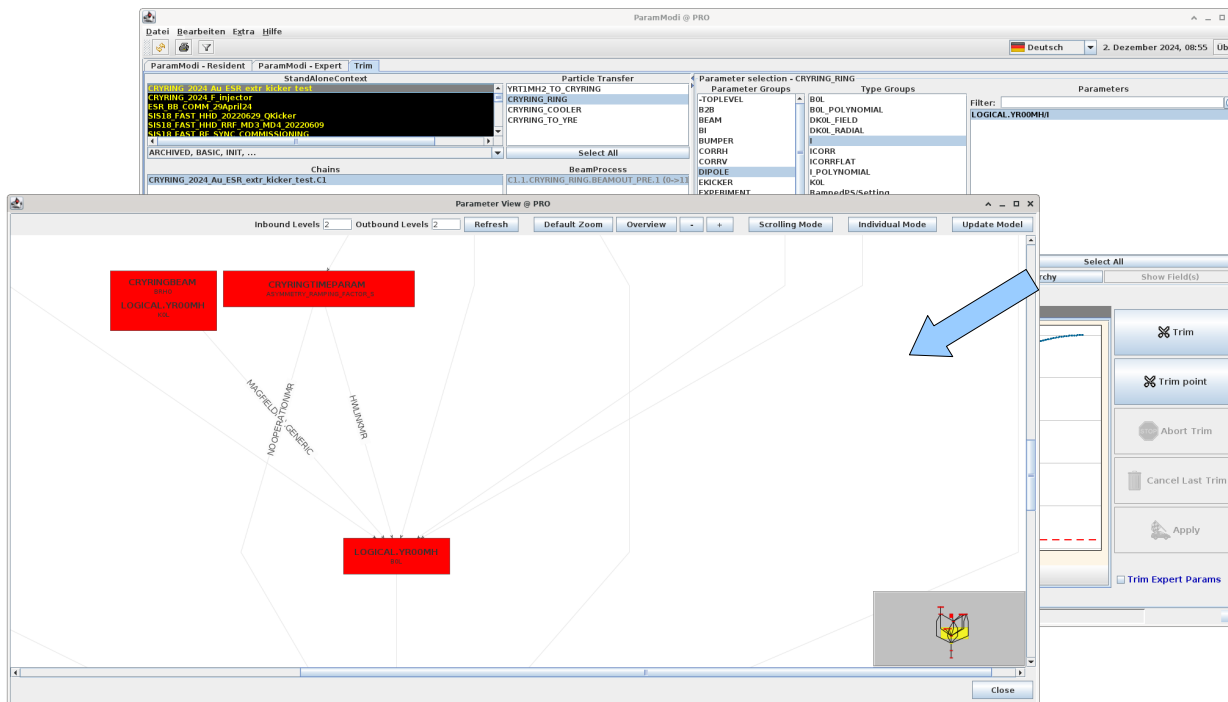 ParamModi @ PRO
Datei Bearbeiten Extra Hilfe
Deutsch 2. Dezember 2024, 08:55 Üb
ParamModi - Resident ParamModi - Expert Trim
StandAloneContext
CRYRING_2024_Au_ESR_extr_kicker_test
CRYRING_2024_F_injector
ESR_BB_COMM_29April24
SIS18_FAST_HHD_20220629_QKicker
SIS18_FAST_HHD_RRF_MD3_MD4_20220609
SIS18_FAST_RF_SYNC_COMMISSIONING
ARCHIVED, BASIC, INIT, ...
Chains
CRYRING_2024_Au_ESR_extr_kicker_test.C1
Particle Transfer
YRT1MH2_TO_CRYRING
CRYRING_RING
CRYRING_COOLER
CRYRING_TO_YRE
Select All
BeamProcess
C1.1.CRYRING_RING.BEAMOUT_PRE.1 (0->1)
Parameter selection - CRYRING_RING
Parameter Groups
-TOPLEVEL
B2B
BEAM
BI
BUMPER
CORRH
CORRV
DIPOLE
EKICKER
EXPERIMENT
Type Groups
B0L
B0L_POLYNOMIAL
DK0L_FIELD
DK0L_RADIAL
I
ICORR
ICORRFLAT
I_POLYNOMIAL
K0L
RampedPS/Setting
Parameters
Filter:
LOGICAL.YR00MH/I
Parameter View @ PRO
Inbound Levels 2 Outbound Levels 2 Refresh Default Zoom Overview - + Scrolling Mode Individual Mode Update Model
CRYRINGBEAM
LOGICAL.YR00MH
K0L
CRYRINGTIMEPARAM
MAGFIELD
GENERIC
NOOPERATIONMR
HWLINKMR
LOGICAL.YR00MH
Close
Select All
rchy Show Field(s)
Trim
Trim point
Abort Trim
Cancel Last Trim
Apply
Trim Expert Params